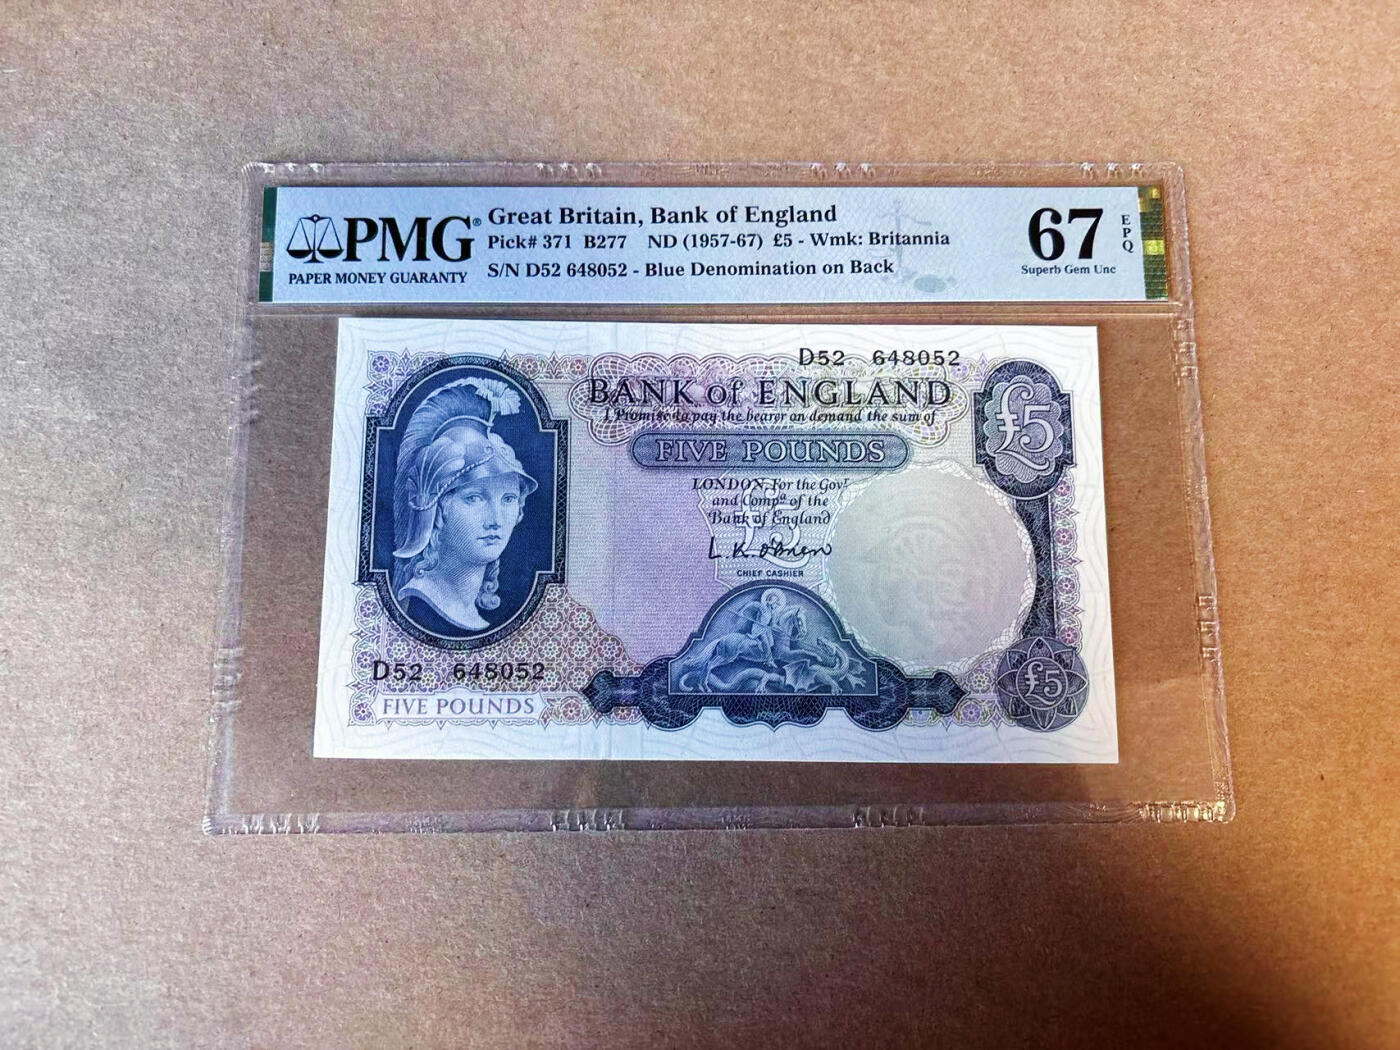 PMG®
PAPER MONEY GUARANTY
Great Britain, Bank of England
Pick# 371 B277 ND (1957-67) £5 - Wmk: Britannia
S/N D52 648052 - Blue Denomination on Back
67
EPQ
Superb Gem Unc
D52 648052
BANK of ENGLAND
I Promise to pay the bearer on demand the sum of
FIVE POUNDS
£5
LONDON, For the Govr
and Compa of the
Bank of England
£5
L.K. O'Brien
CHIEF CASHIER
D52 648052
FIVE POUNDS
£5